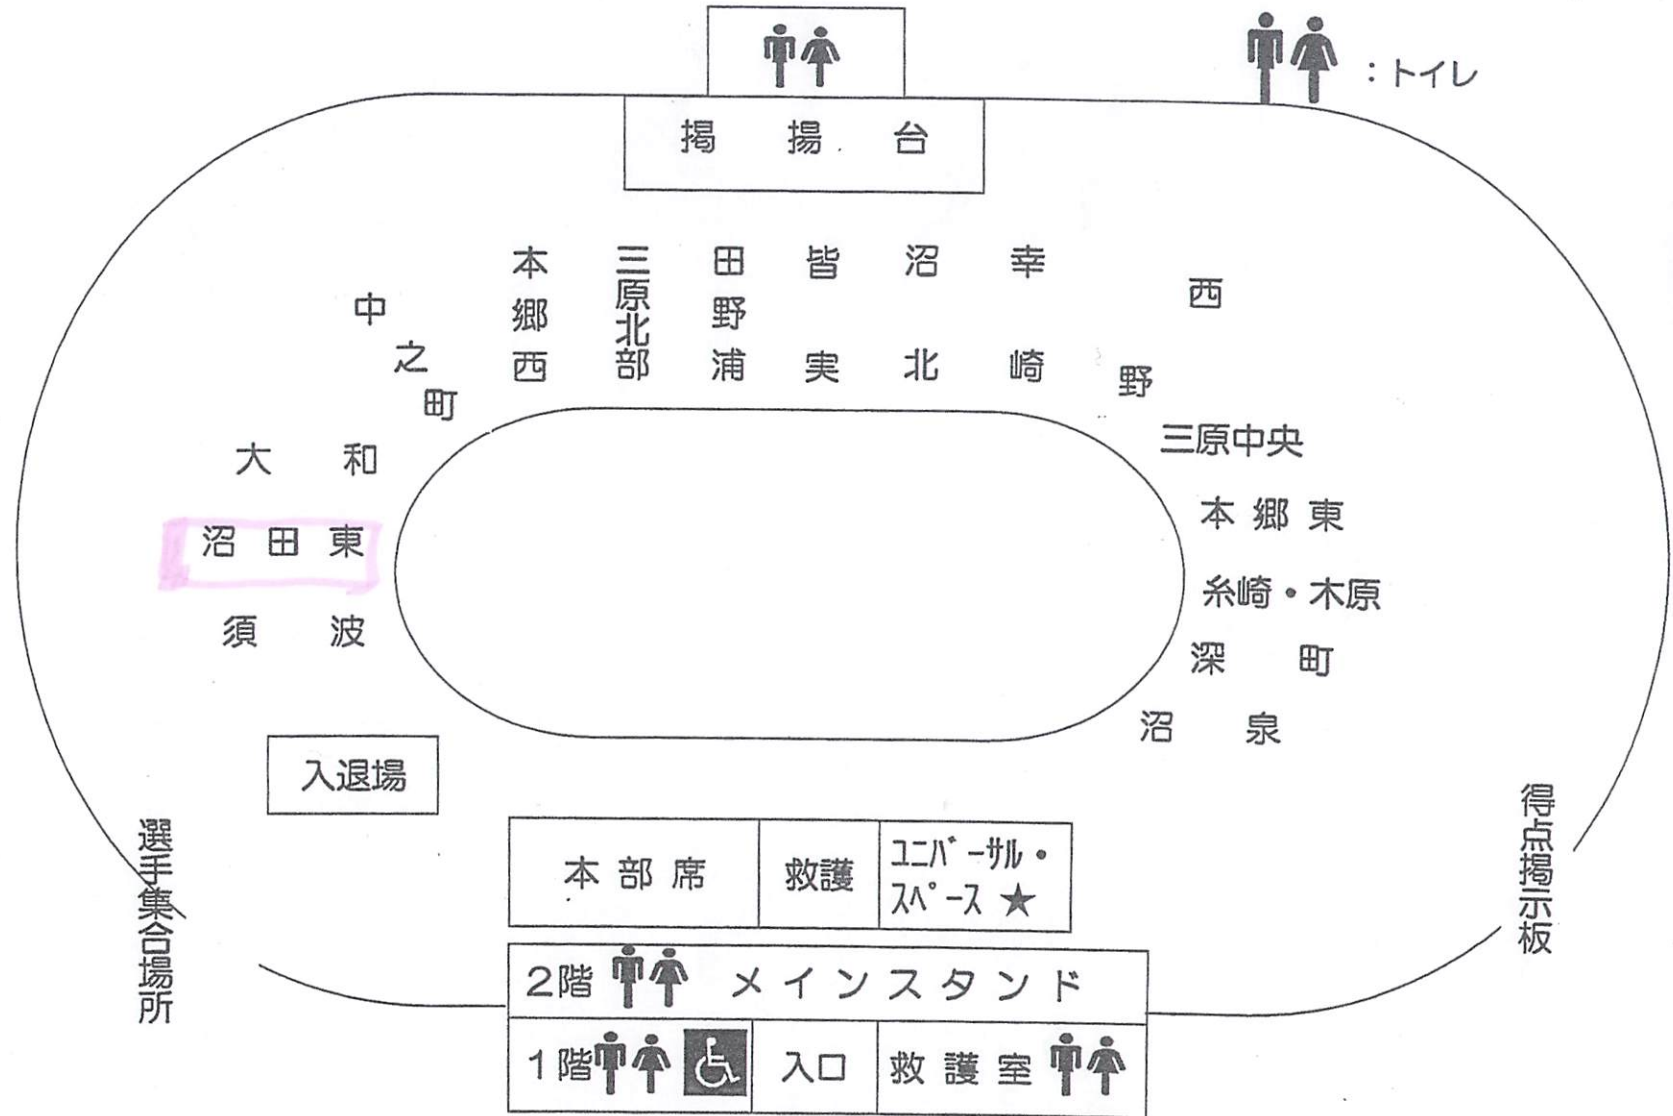 ：トイレ
掲揚台
中之町
本郷西
三原北部
田野浦
皆実
沼北
幸崎
西野
大和
三原中央
沼田東
本郷東
糸崎・木原
須波
深町
沼泉
入退場
選手集合場所
得点掲示板
本部席
救護
ユニバーサル・
スペース ★
2階 メインスタンド
1階
入口
救護室